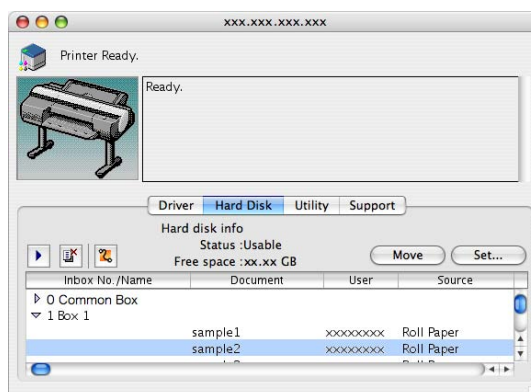 xxx.xxx.xxx.xxx
Printer Ready.
Ready.
Driver Hard Disk Utility Support
Hard disk info
Status :Usable
Free space :xx.xx GB
Move Set...
Inbox No./Name Document User Source
0 Common Box
1 Box 1
sample1 xxxxxxxx Roll Paper
sample2 xxxxxxxx Roll Paper